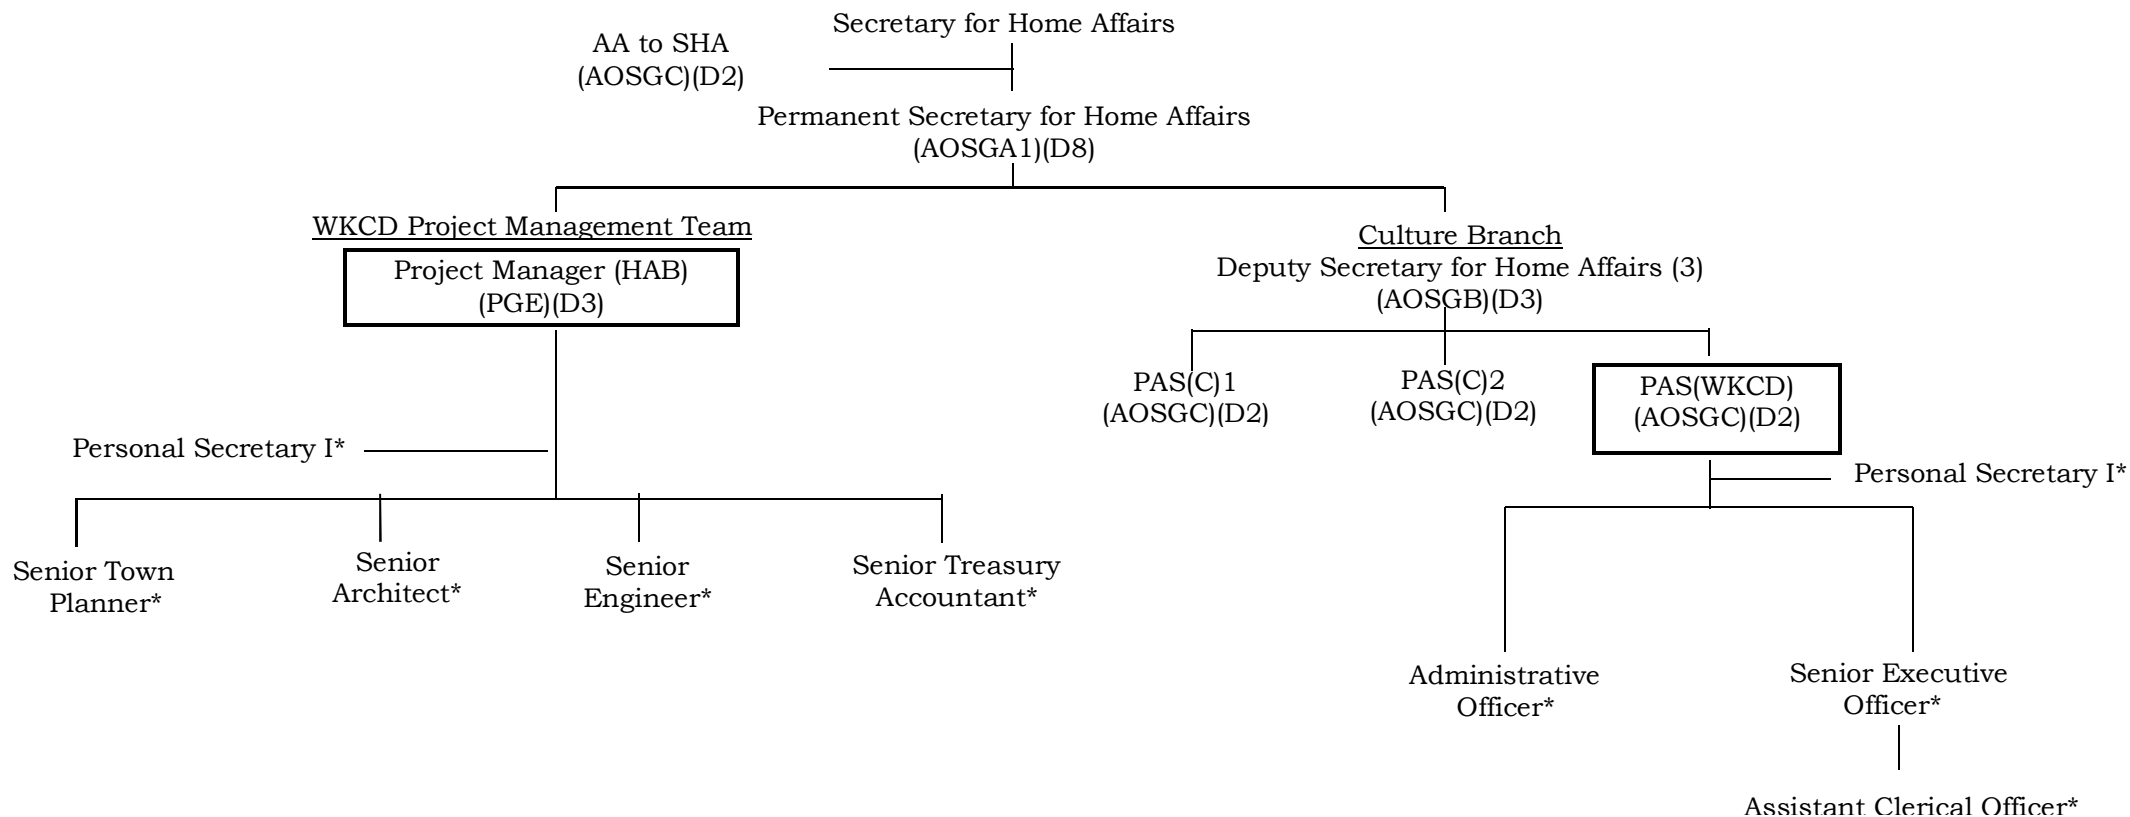 Secretary for Home Affairs
AA to SHA
(AOSGC)(D2)
Permanent Secretary for Home Affairs
(AOSGA1)(D8)
WKCD Project Management Team
Project Manager (HAB)
(PGE)(D3)
Culture Branch
Deputy Secretary for Home Affairs (3)
(AOSGB)(D3)
PAS(C)1
(AOSGC)(D2)
PAS(C)2
(AOSGC)(D2)
PAS(WKCD)
(AOSGC)(D2)
Personal Secretary I*
Personal Secretary I*
Senior Town
Planner*
Senior
Architect*
Senior
Engineer*
Senior Treasury
Accountant*
Administrative
Officer*
Senior Executive
Officer*
Assistant Clerical Officer*